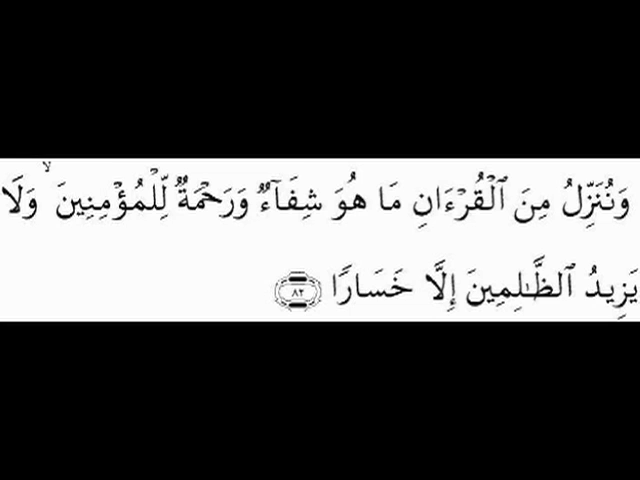 وَنُنَزِّلُ مِنَ ٱلْقُرْءَانِ مَا هُوَ شِفَآءٌ وَرَحْمَةٌ لِّلْمُؤْمِنِينَ ۙ وَلَا
يَزِيدُ ٱلظَّـٰلِمِينَ إِلَّا خَسَارًا ٨٢